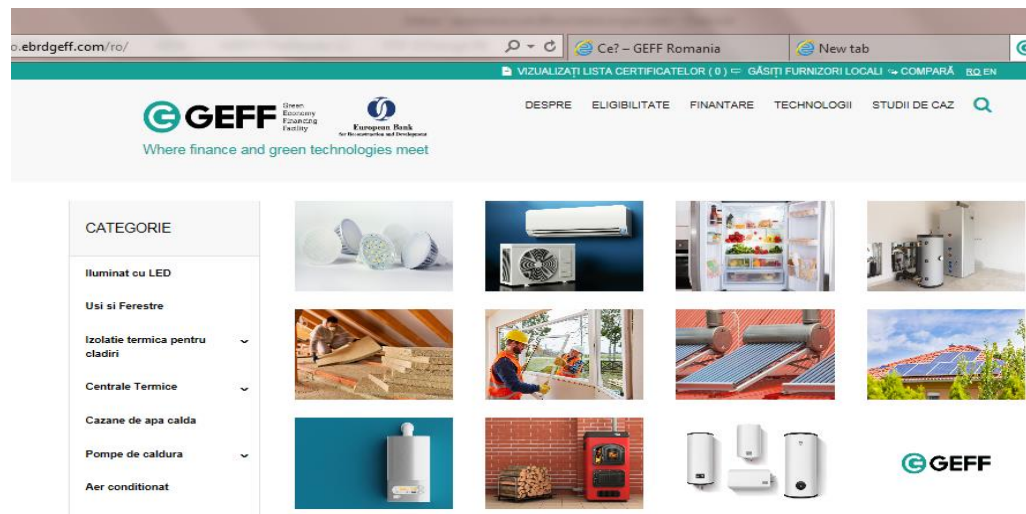 o.ebrdgeff.com/ro/
Ce? – GEFF Romania
New tab
VIZUALIZAȚI LISTA CERTIFICATELOR ( 0 ) GĂSIȚI FURNIZORI LOCALI COMPARĂ RO EN
GEFF Green Economy Financing Facility
European Bank
for Reconstruction and Development
Where finance and green technologies meet
DESPRE ELIGIBILITATE FINANTARE TECHNOLOGII STUDII DE CAZ
CATEGORIE
Iluminat cu LED
Usi si Ferestre
Izolatie termica pentru
cladiri
Centrale Termice
Cazane de apa calda
Pompe de caldura
Aer conditionat
GEFF